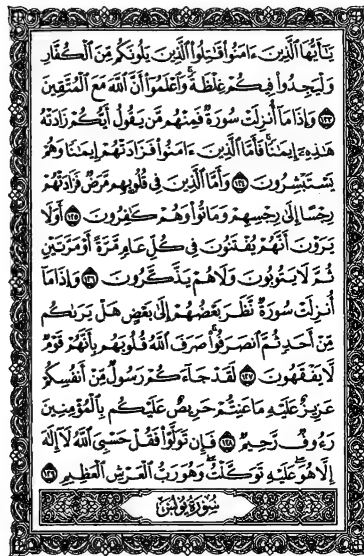 يَـٰٓأَيُّهَا ٱلَّذِينَ ءَامَنُوا۟ قَـٰتِلُوا۟ ٱلَّذِينَ يَلُونَكُم مِّنَ ٱلْكُفَّارِ
وَلْيَجِدُوا۟ فِيكُمْ غِلْظَةً ۚ وَٱعْلَمُوٓا۟ أَنَّ ٱللَّهَ مَعَ ٱلْمُتَّقِينَ
١٢٣ وَإِذَا مَآ أُنزِلَتْ سُورَةٌ فَمِنْهُم مَّن يَقُولُ أَيُّكُمْ زَادَتْهُ
هَـٰذِهِۦٓ إِيمَـٰنًا ۚ فَأَمَّا ٱلَّذِينَ ءَامَنُوا۟ فَزَادَتْهُمْ إِيمَـٰنًا وَهُمْ
يَسْتَبْشِرُونَ ١٢٤ وَأَمَّا ٱلَّذِينَ فِى قُلُوبِهِم مَّرَضٌ فَزَادَتْهُمْ
رِجْسًا إِلَىٰ رِجْسِهِمْ وَمَاتُوا۟ وَهُمْ كَـٰفِرُونَ ١٢٥ أَوَلَا
يَرَوْنَ أَنَّهُمْ يُفْتَنُونَ فِى كُلِّ عَامٍ مَّرَّةً أَوْ مَرَّتَيْنِ
ثُمَّ لَا يَتُوبُونَ وَلَا هُمْ يَذَّكَّرُونَ ١٢٦ وَإِذَا مَآ
أُنزِلَتْ سُورَةٌ نَّظَرَ بَعْضُهُمْ إِلَىٰ بَعْضٍ هَلْ يَرَىٰكُم
مِّنْ أَحَدٍ ثُمَّ ٱنصَرَفُوا۟ ۚ صَرَفَ ٱللَّهُ قُلُوبَهُم بِأَنَّهُمْ قَوْمٌ
لَّا يَفْقَهُونَ ١٢٧ لَقَدْ جَآءَكُمْ رَسُولٌ مِّنْ أَنفُسِكُمْ
عَزِيزٌ عَلَيْهِ مَا عَنِتُّمْ حَرِيصٌ عَلَيْكُم بِٱلْمُؤْمِنِينَ
رَءُوفٌ رَّحِيمٌ ١٢٨ فَإِن تَوَلَّوْا۟ فَقُلْ حَسْبِىَ ٱللَّهُ لَآ إِلَـٰهَ
إِلَّا هُوَ ۖ عَلَيْهِ تَوَكَّلْتُ ۖ وَهُوَ رَبُّ ٱلْعَرْشِ ٱلْعَظِيمِ ١٢٩
سُورَةُ يُونُسَ